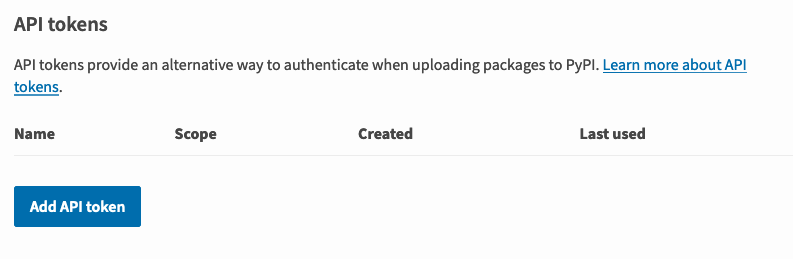 API tokens
API tokens provide an alternative way to authenticate when uploading packages to PyPI. Learn more about API
tokens.
Name Scope Created Last used
Add API token